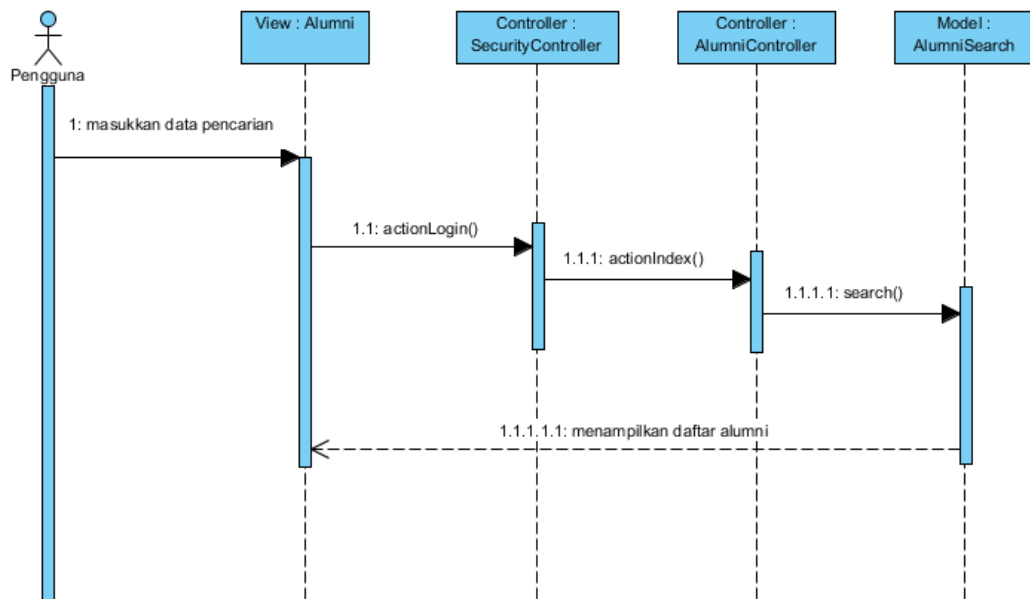 View : Alumni
Controller :
SecurityController
Controller :
AlumniController
Model :
AlumniSearch
Pengguna
1: masukkan data pencarian
1.1: actionLogin()
1.1.1: actionIndex()
1.1.1.1: search()
1.1.1.1.1: menampilkan daftar alumni